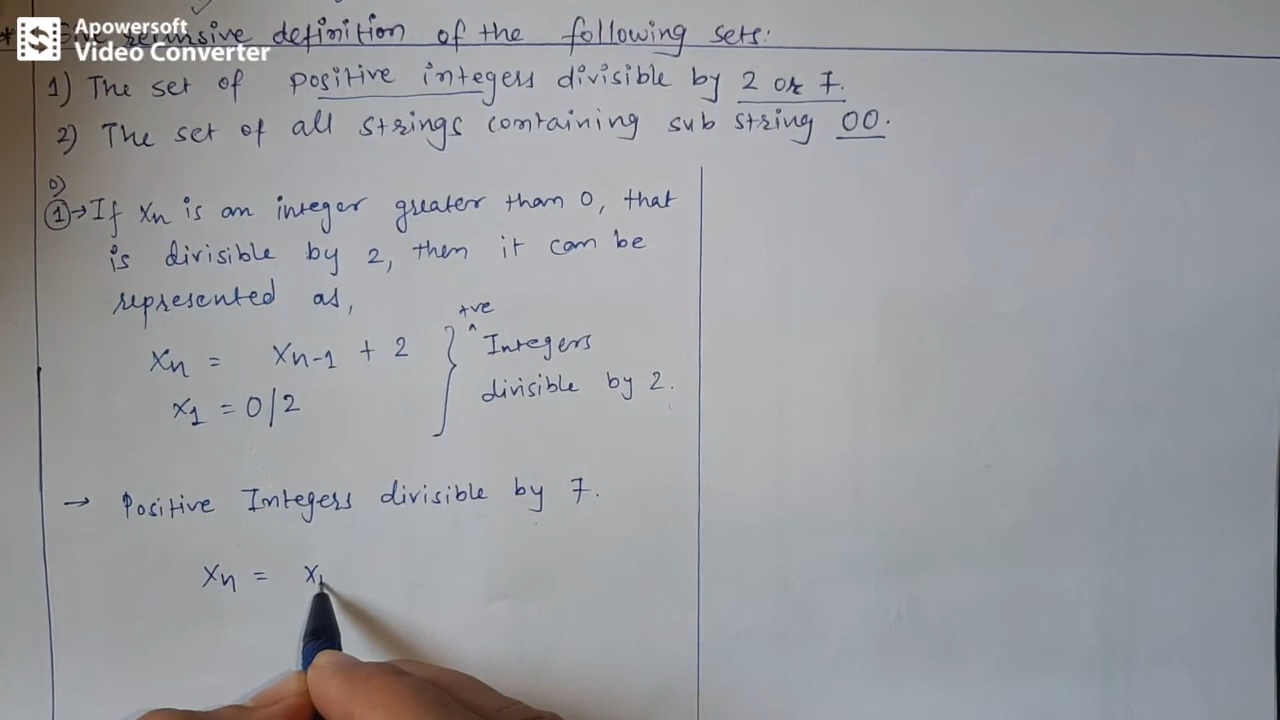 Apowersoft
Video Converter
recursive definition of the following sets:
1) The set of positive integers divisible by 2 or 7.
2) The set of all strings containing sub string 00.
①→ If xn is an integer greater than 0, that
is divisible by 2, then it can be
represented as,
xn = xn-1 + 2
x1 = 0/2
+ve
^ Integers
divisible by 2.
→ Positive Integers divisible by 7.
xn = x